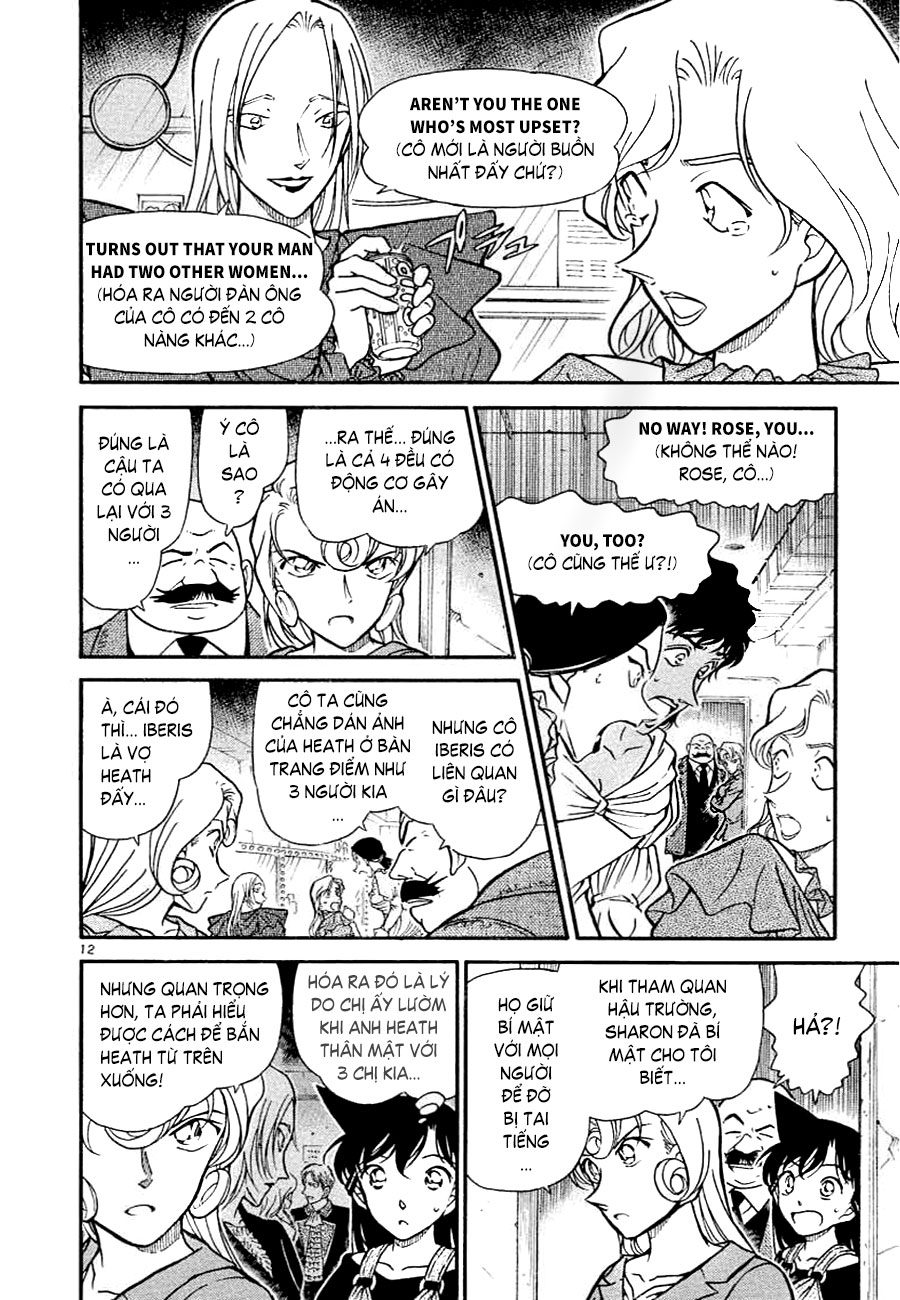 AREN'T YOU THE ONE
WHO'S MOST UPSET?
(CÔ MỚI LÀ NGƯỜI BUỒN
NHẤT ĐẤY CHỨ?)
TURNS OUT THAT YOUR MAN
HAD TWO OTHER WOMEN...
(HÓA RA NGƯỜI ĐÀN ÔNG
CỦA CÔ CÓ ĐẾN 2 CÔ
NÀNG KHÁC...)
NO WAY! ROSE, YOU...
(KHÔNG THỂ NÀO!
ROSE, CÔ...)
YOU, TOO?
(CÔ CŨNG THẾ Ư?!)
...RA THẾ... ĐÚNG
LÀ CẢ 4 ĐỀU CÓ
ĐỘNG CƠ GÂY
ÁN...
Ý CÔ
LÀ
SAO
?
ĐÚNG LÀ
CẬU TA
CÓ QUA
LẠI VỚI 3
NGƯỜI
...
NHƯNG CÔ
IBERIS CÓ
LIÊN QUAN
GÌ ĐÂU?
CÔ TA CŨNG
CHẲNG DÁN ẢNH
CỦA HEATH Ở BÀN
TRANG ĐIỂM NHƯ
3 NGƯỜI KIA
...
À, CÁI ĐÓ
THÌ... IBERIS
LÀ VỢ
HEATH
ĐẤY...
12
HẢ?!
KHI THAM QUAN
HẬU TRƯỜNG,
SHARON ĐÀ BÍ
MẬT CHO TÔI
BIẾT...
HỌ GIỮ
BÍ MẬT
VỚI MỌI
NGƯỜI
ĐỂ ĐỠ
BỊ TAI
TIẾNG
...
HÓA RA ĐÓ LÀ LÝ
DO CHỊ ẤY LƯỜM
KHI ANH HEATH
THÂN MẬT VỚI
3 CHỊ KIA...
NHƯNG QUAN TRỌNG
HƠN, TA PHẢI HIỂU
ĐƯỢC CÁCH ĐỂ BẮN
HEATH TỪ TRÊN
XUỐNG!